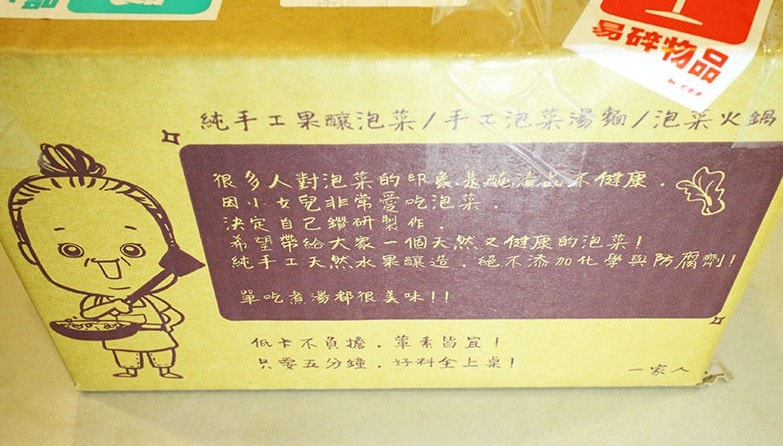 品
易碎物品
純手工果釀泡菜/手工泡菜湯麵/泡菜火鍋
很多人對泡菜的印象是醃漬品不健康.
因小女兒非常愛吃泡菜.
決定自己鑽研製作.
希望帶給大家一個天然又健康的泡菜!
純手工天然水果釀造.絕不添加化學與防腐劑!
單吃煮湯都很美味!!
低卡不負擔.葷素皆宜!
只要五分鐘.好料全上桌!
一家人